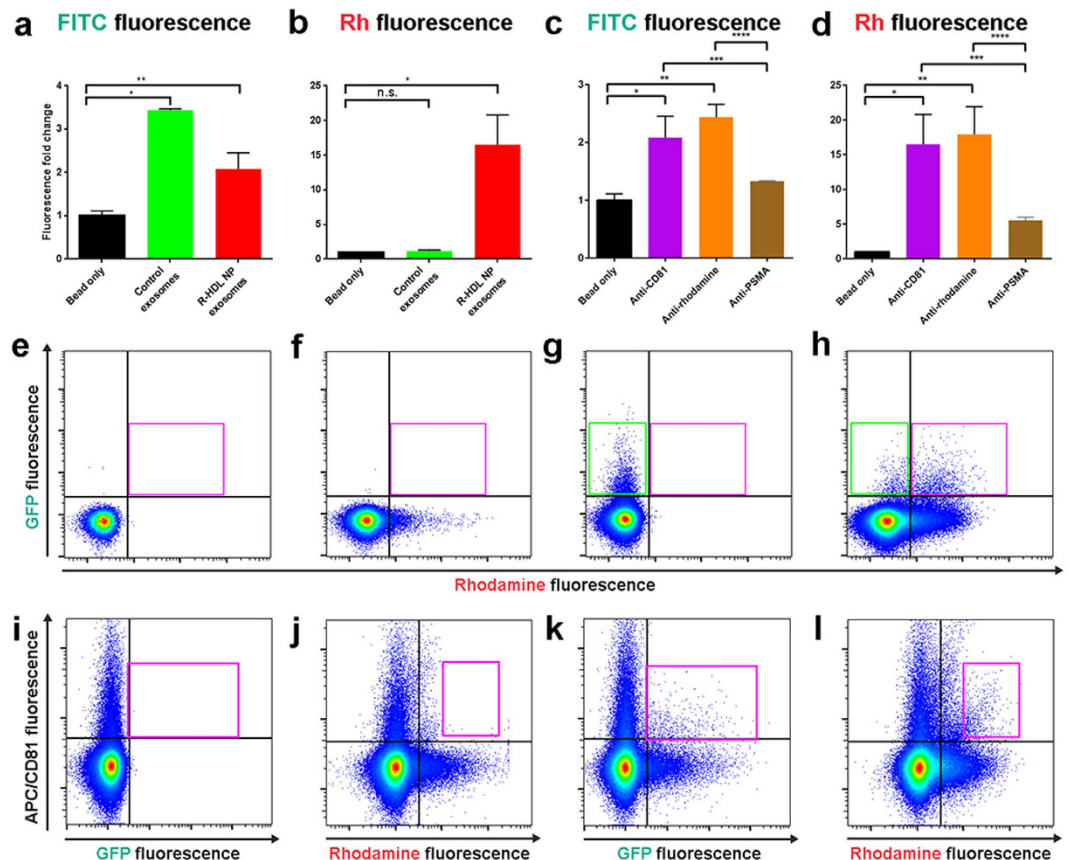 a FITC fluorescence
**
*
Fluorescence fold change
4
3
2
1
0
Bead only
Control exosomes
R-HDL NP exosomes
b Rh fluorescence
*
n.s.
25
20
15
10
5
0
Bead only
Control exosomes
R-HDL NP exosomes
c FITC fluorescence
****
***
**
*
3
2
1
0
Bead only
Anti-CD81
Anti-rhodamine
Anti-PSMA
d Rh fluorescence
****
***
**
*
25
20
15
10
5
0
Bead only
Anti-CD81
Anti-rhodamine
Anti-PSMA
e
f
g
h
GFP fluorescence
Rhodamine fluorescence
i
j
k
l
APC/CD81 fluorescence
GFP fluorescence
Rhodamine fluorescence
GFP fluorescence
Rhodamine fluorescence